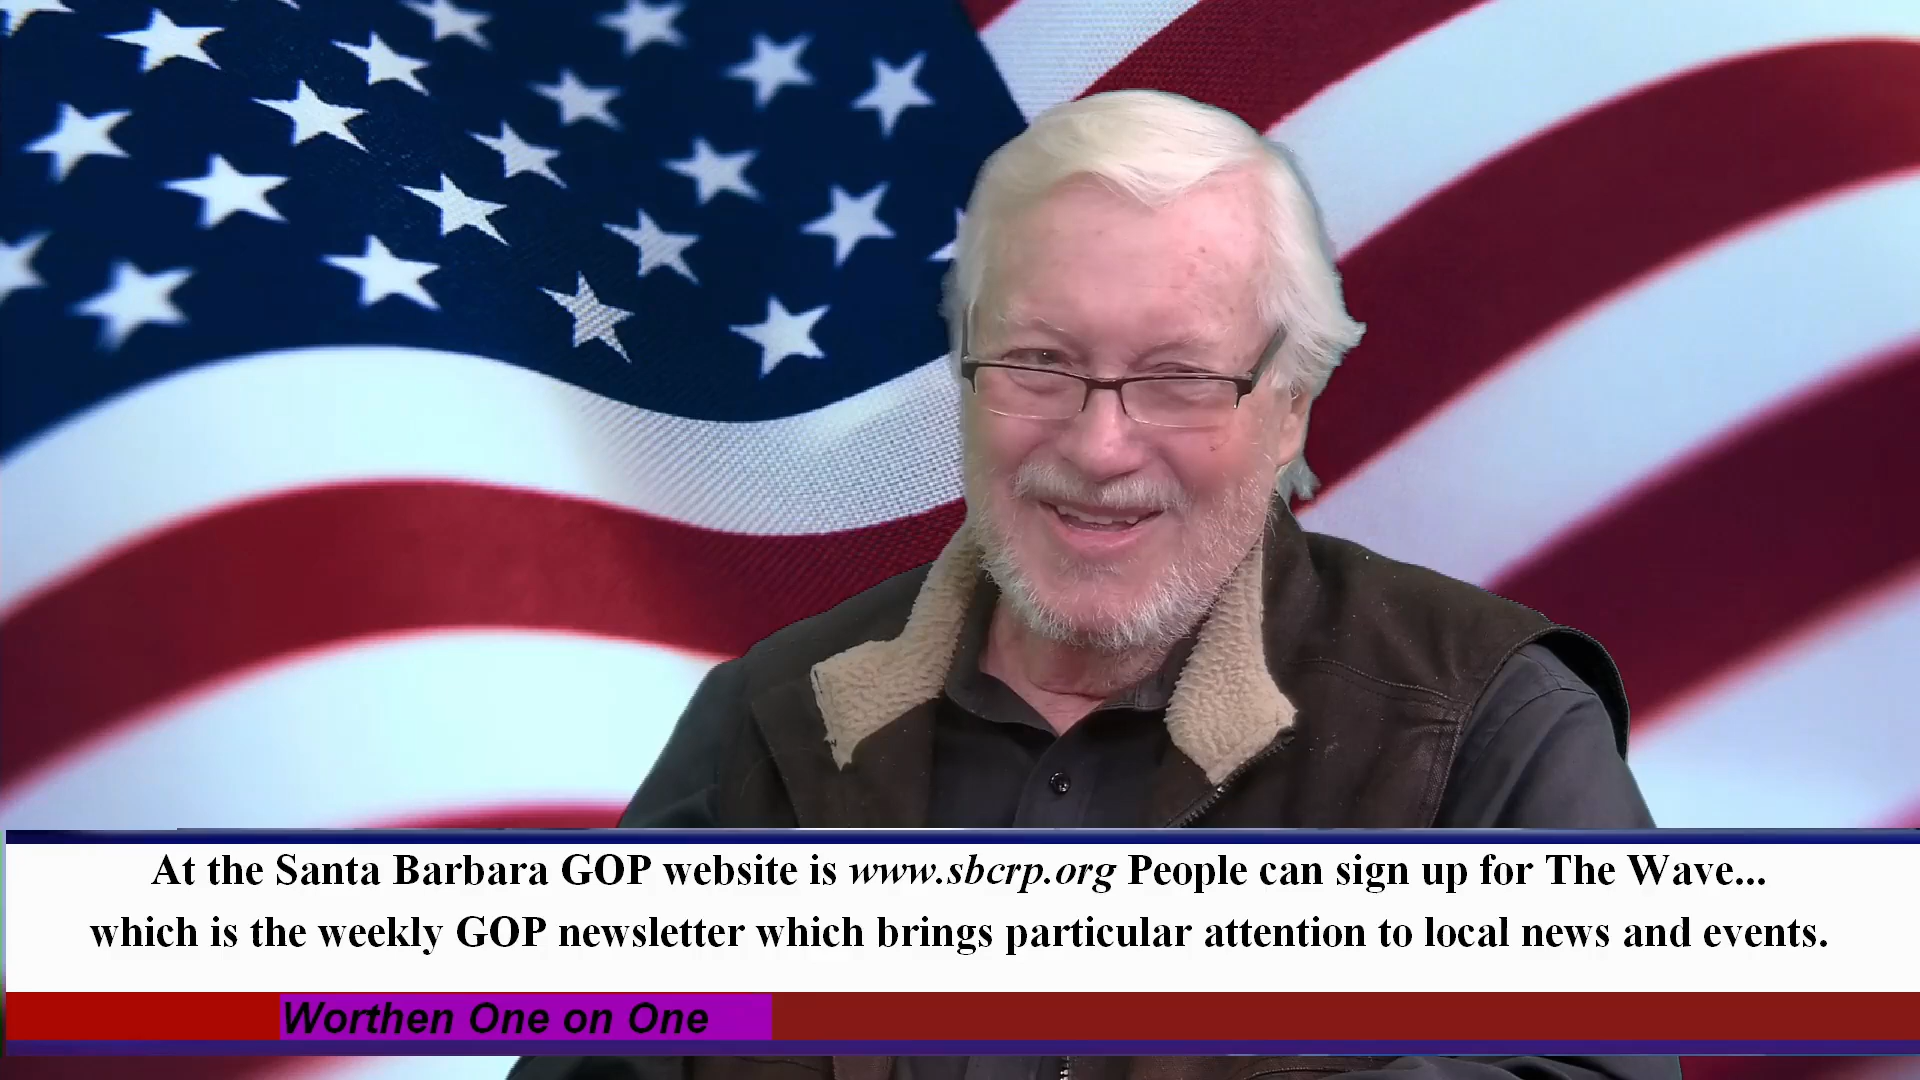 At the Santa Barbara GOP website is www.sbcrp.org People can sign up for The Wave...
which is the weekly GOP newsletter which brings particular attention to local news and events.
Worthen One on One